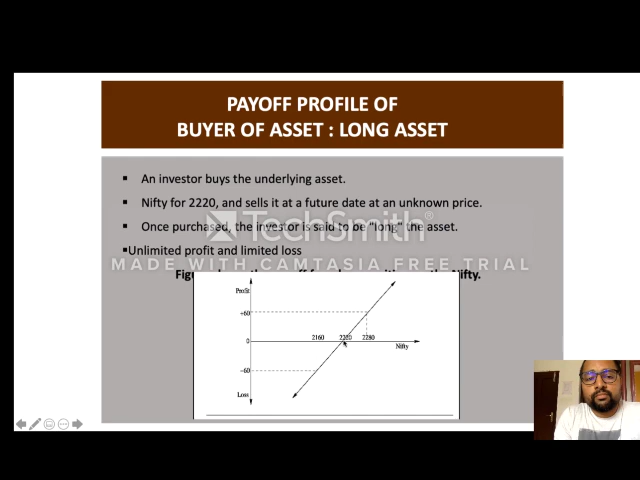 PAYOFF PROFILE OF
BUYER OF ASSET : LONG ASSET
▪ An investor buys the underlying asset.
▪ Nifty for 2220, and sells it at a future date at an unknown price.
▪ Once purchased, the investor is said to be "long" the asset.
▪Unlimited profit and limited loss
TechSmith®
MADE WITH CAMTASIA FREE TRIAL
Nifty.
Profit
+60
0
2160 2220 2280
Nifty
−60
Loss